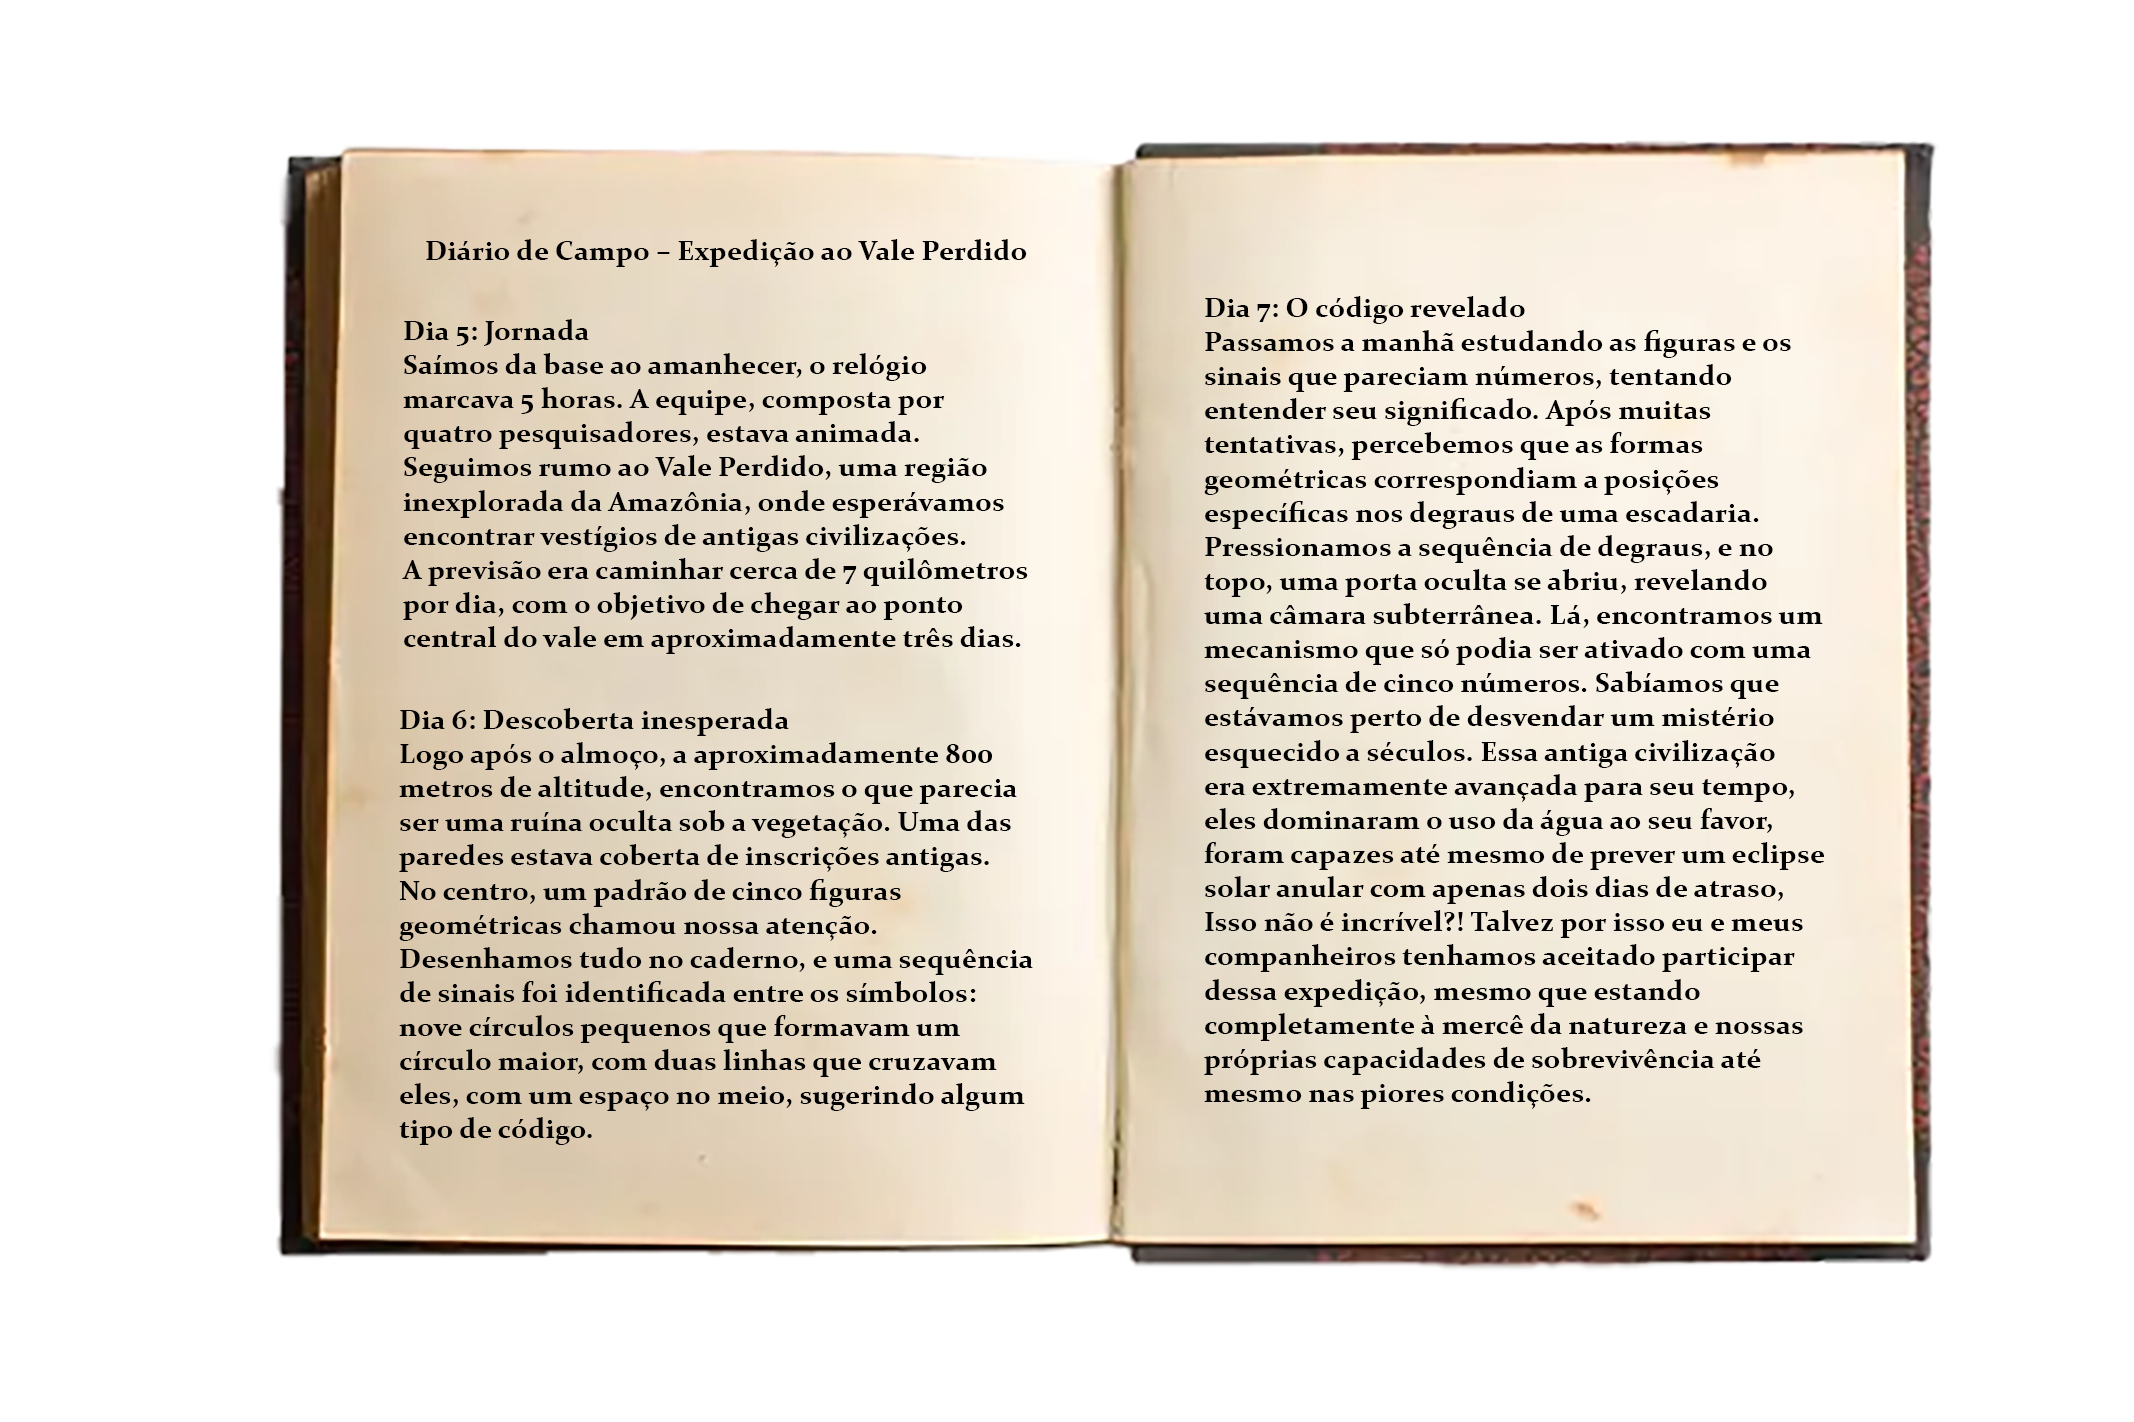 Diário de Campo – Expedição ao Vale Perdido
Dia 5: Jornada
Saímos da base ao amanhecer, o relógio
marcava 5 horas. A equipe, composta por
quatro pesquisadores, estava animada.
Seguimos rumo ao Vale Perdido, uma região
inexplorada da Amazônia, onde esperávamos
encontrar vestígios de antigas civilizações.
A previsão era caminhar cerca de 7 quilômetros
por dia, com o objetivo de chegar ao ponto
central do vale em aproximadamente três dias.
Dia 6: Descoberta inesperada
Logo após o almoço, a aproximadamente 800
metros de altitude, encontramos o que parecia
ser uma ruína oculta sob a vegetação. Uma das
paredes estava coberta de inscrições antigas.
No centro, um padrão de cinco figuras
geométricas chamou nossa atenção.
Desenhamos tudo no caderno, e uma sequência
de sinais foi identificada entre os símbolos:
nove círculos pequenos que formavam um
círculo maior, com duas linhas que cruzavam
eles, com um espaço no meio, sugerindo algum
tipo de código.
Dia 7: O código revelado
Passamos a manhã estudando as figuras e os
sinais que pareciam números, tentando
entender seu significado. Após muitas
tentativas, percebemos que as formas
geométricas correspondiam a posições
específicas nos degraus de uma escadaria.
Pressionamos a sequência de degraus, e no
topo, uma porta oculta se abriu, revelando
uma câmara subterrânea. Lá, encontramos um
mecanismo que só podia ser ativado com uma
sequência de cinco números. Sabíamos que
estávamos perto de desvendar um mistério
esquecido a séculos. Essa antiga civilização
era extremamente avançada para seu tempo,
eles dominaram o uso da água ao seu favor,
foram capazes até mesmo de prever um eclipse
solar anular com apenas dois dias de atraso,
Isso não é incrível?! Talvez por isso eu e meus
companheiros tenhamos aceitado participar
dessa expedição, mesmo que estando
completamente à mercê da natureza e nossas
próprias capacidades de sobrevivência até
mesmo nas piores condições.